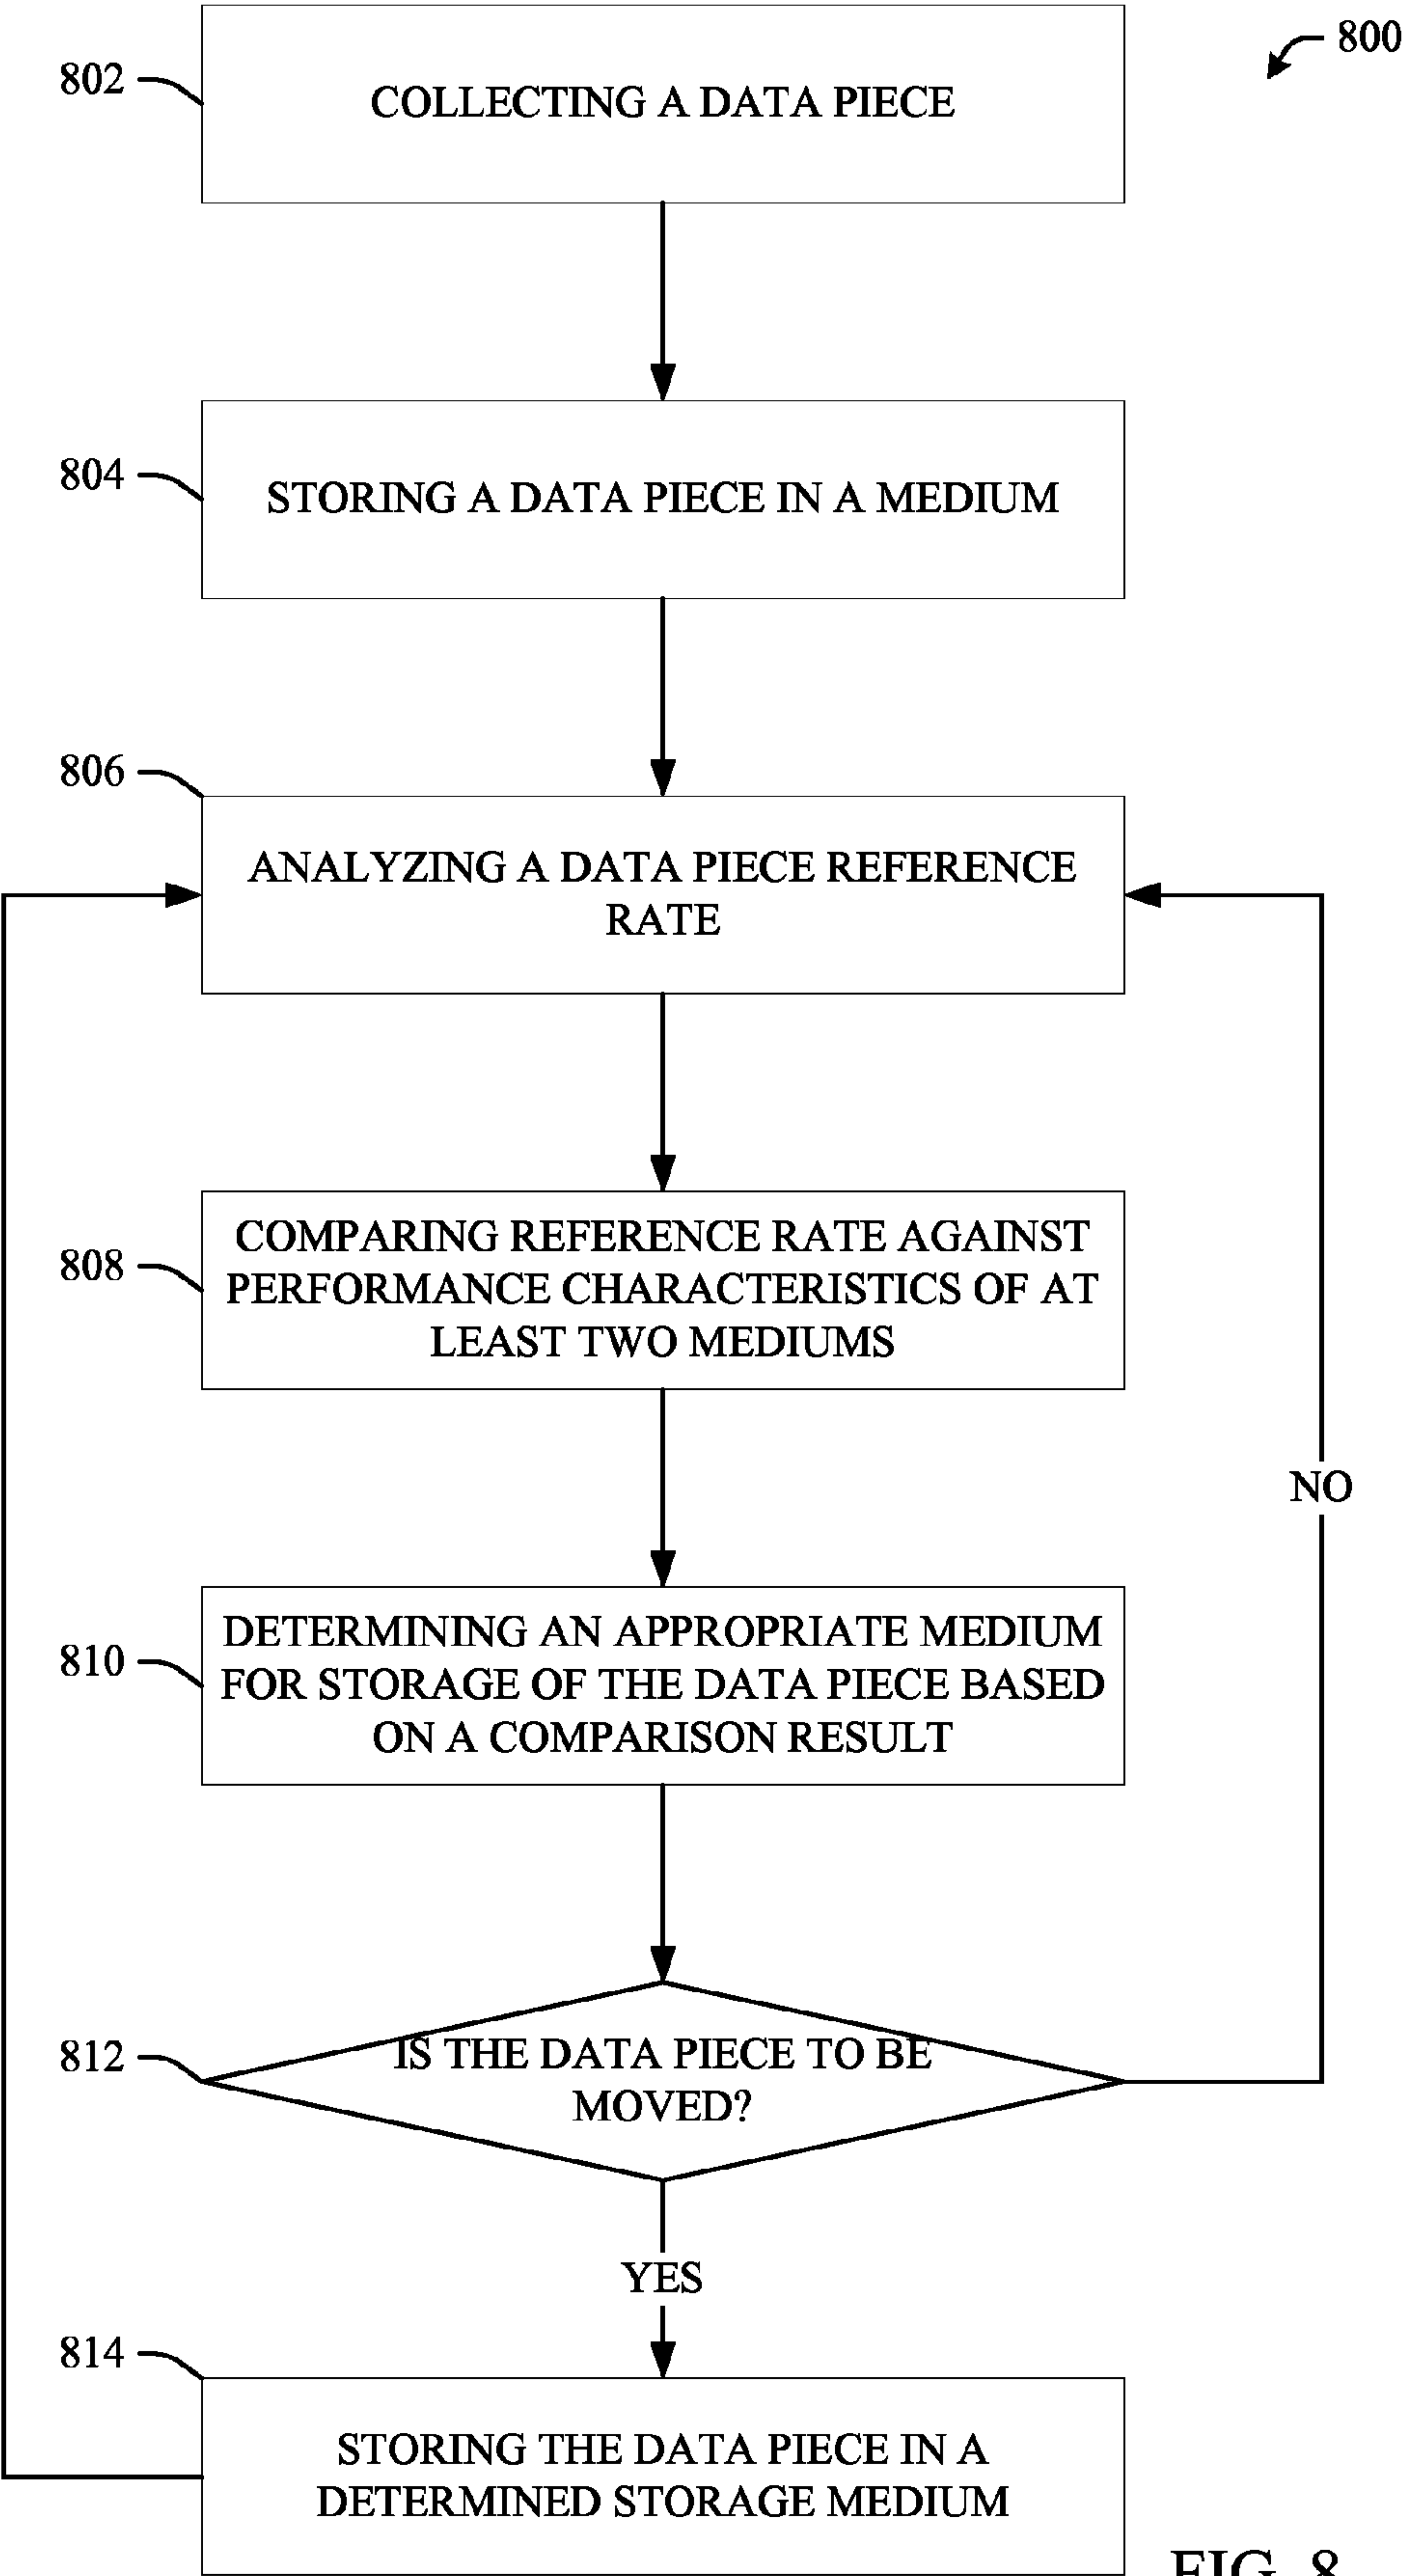 800
802
COLLECTING A DATA PIECE
804
STORING A DATA PIECE IN A MEDIUM
806
ANALYZING A DATA PIECE REFERENCE
RATE
808
COMPARING REFERENCE RATE AGAINST
PERFORMANCE CHARACTERISTICS OF AT
LEAST TWO MEDIUMS
NO
810
DETERMINING AN APPROPRIATE MEDIUM
FOR STORAGE OF THE DATA PIECE BASED
ON A COMPARISON RESULT
812
IS THE DATA PIECE TO BE
MOVED?
YES
814
STORING THE DATA PIECE IN A
DETERMINED STORAGE MEDIUM
FIG. 8